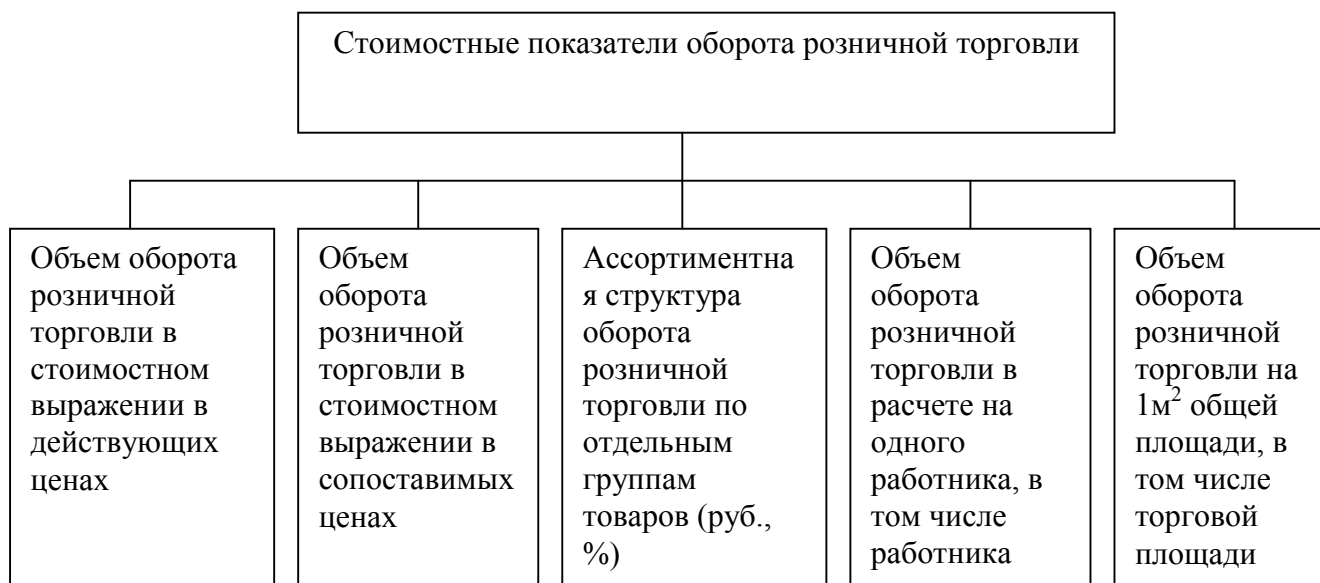 Стоимостные показатели оборота розничной торговли
Объем оборота
розничной
торговли в
стоимостном
выражении в
действующих
ценах
Объем
оборота
розничной
торговли в
стоимостном
выражении в
сопоставимых
ценах
Ассортиментна
я структура
оборота
розничной
торговли по
отдельным
группам
товаров (руб.,
%)
Объем
оборота
розничной
торговли в
расчете на
одного
работника, в
том числе
работника
Объем
оборота
розничной
торговли на
1м² общей
площади, в
том числе
торговой
площади